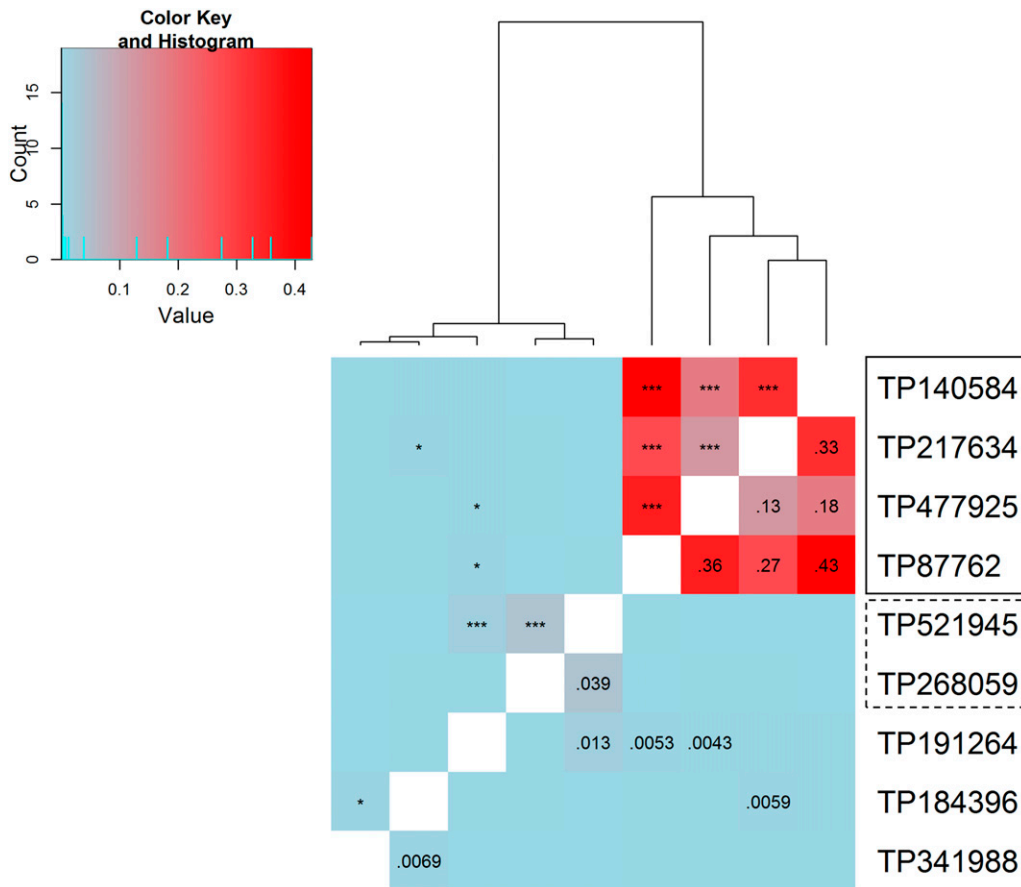 Color Key
and Histogram
Count
15
10
5
0
0.1 0.2 0.3 0.4
Value
*** *** *** TP140584
* *** *** .33 TP217634
* *** .13 .18 TP477925
* .36 .27 .43 TP87762
*** *** TP521945
.039 TP268059
.013 .0053 .0043 TP191264
* .0059 TP184396
.0069 TP341988